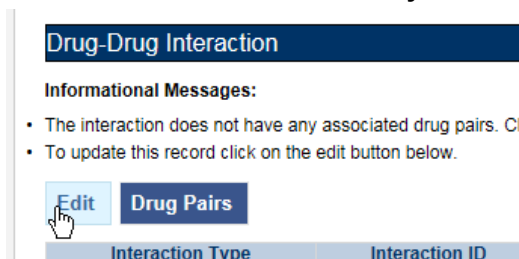 Drug-Drug Interaction
Informational Messages:
• The interaction does not have any associated drug pairs.
• To update this record click on the edit button below.
Edit Drug Pairs
Interaction Type Interaction ID